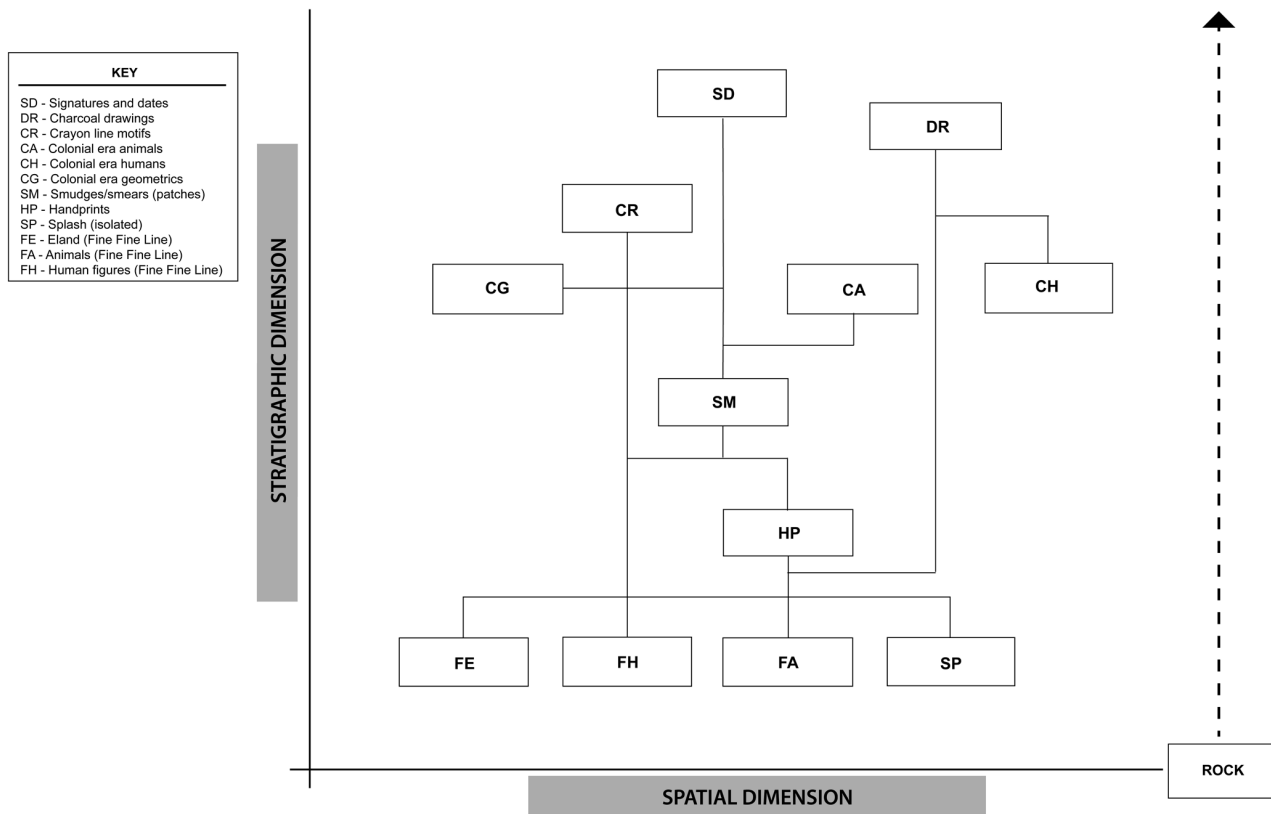 KEY
SD - Signatures and dates
DR - Charcoal drawings
CR - Crayon line motifs
CA - Colonial era animals
CH - Colonial era humans
CG - Colonial era geometrics
SM - Smudges/smears (patches)
HP - Handprints
SP - Splash (isolated)
FE - Eland (Fine Fine Line)
FA - Animals (Fine Fine Line)
FH - Human figures (Fine Fine Line)
STRATIGRAPHIC DIMENSION
SD
DR
CR
CG
CA
CH
SM
HP
FE
FH
FA
SP
ROCK
SPATIAL DIMENSION